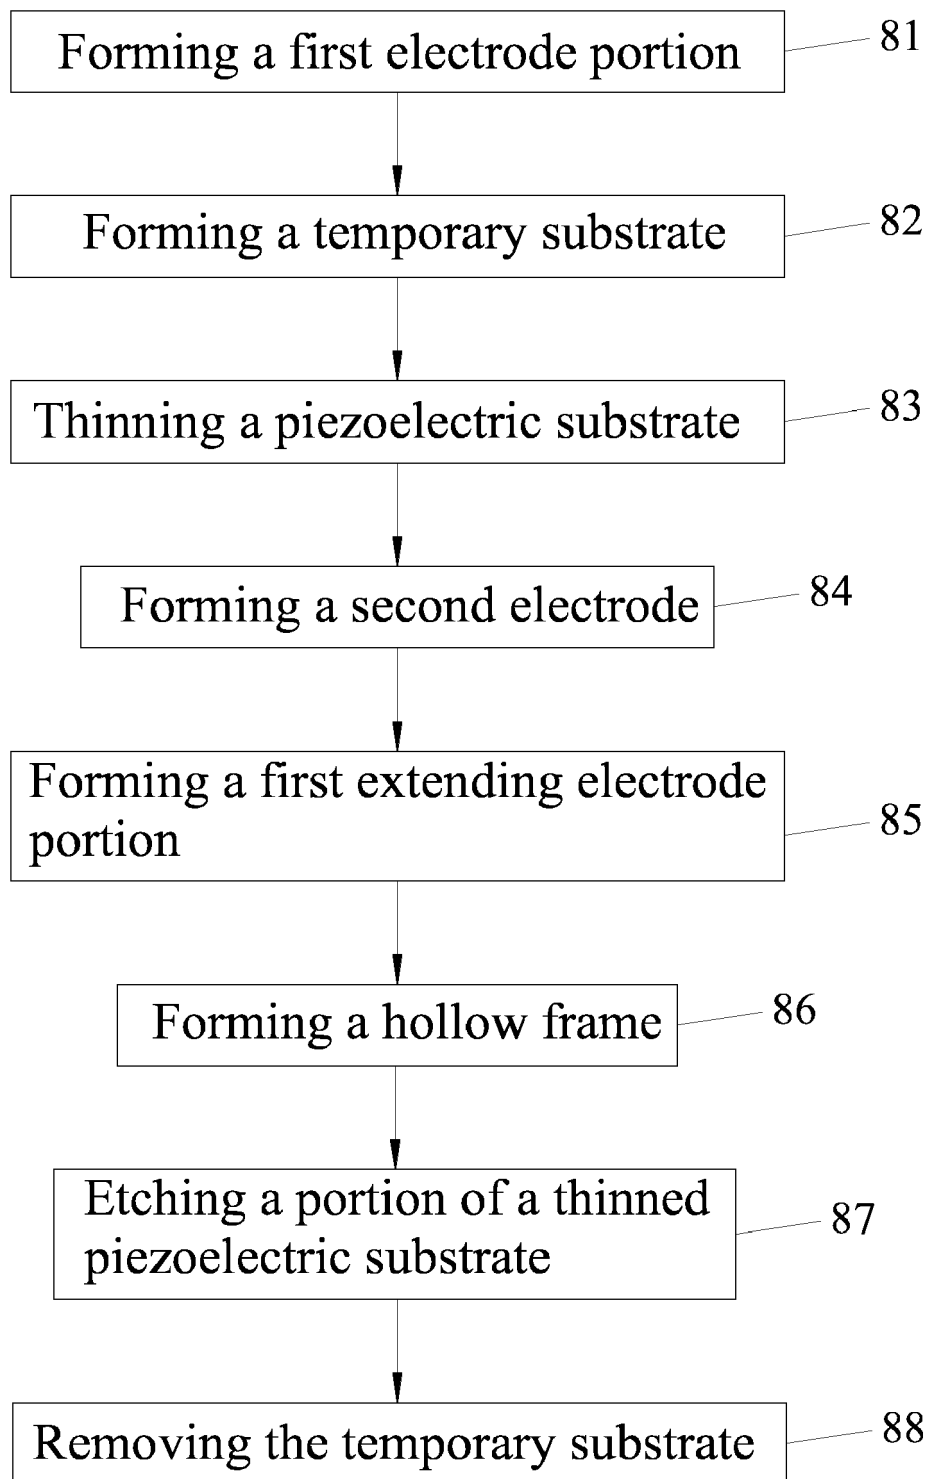 Forming a first electrode portion
81
Forming a temporary substrate
82
Thinning a piezoelectric substrate
83
Forming a second electrode
84
Forming a first extending electrode
portion
85
Forming a hollow frame
86
Etching a portion of a thinned
piezoelectric substrate
87
Removing the temporary substrate
88